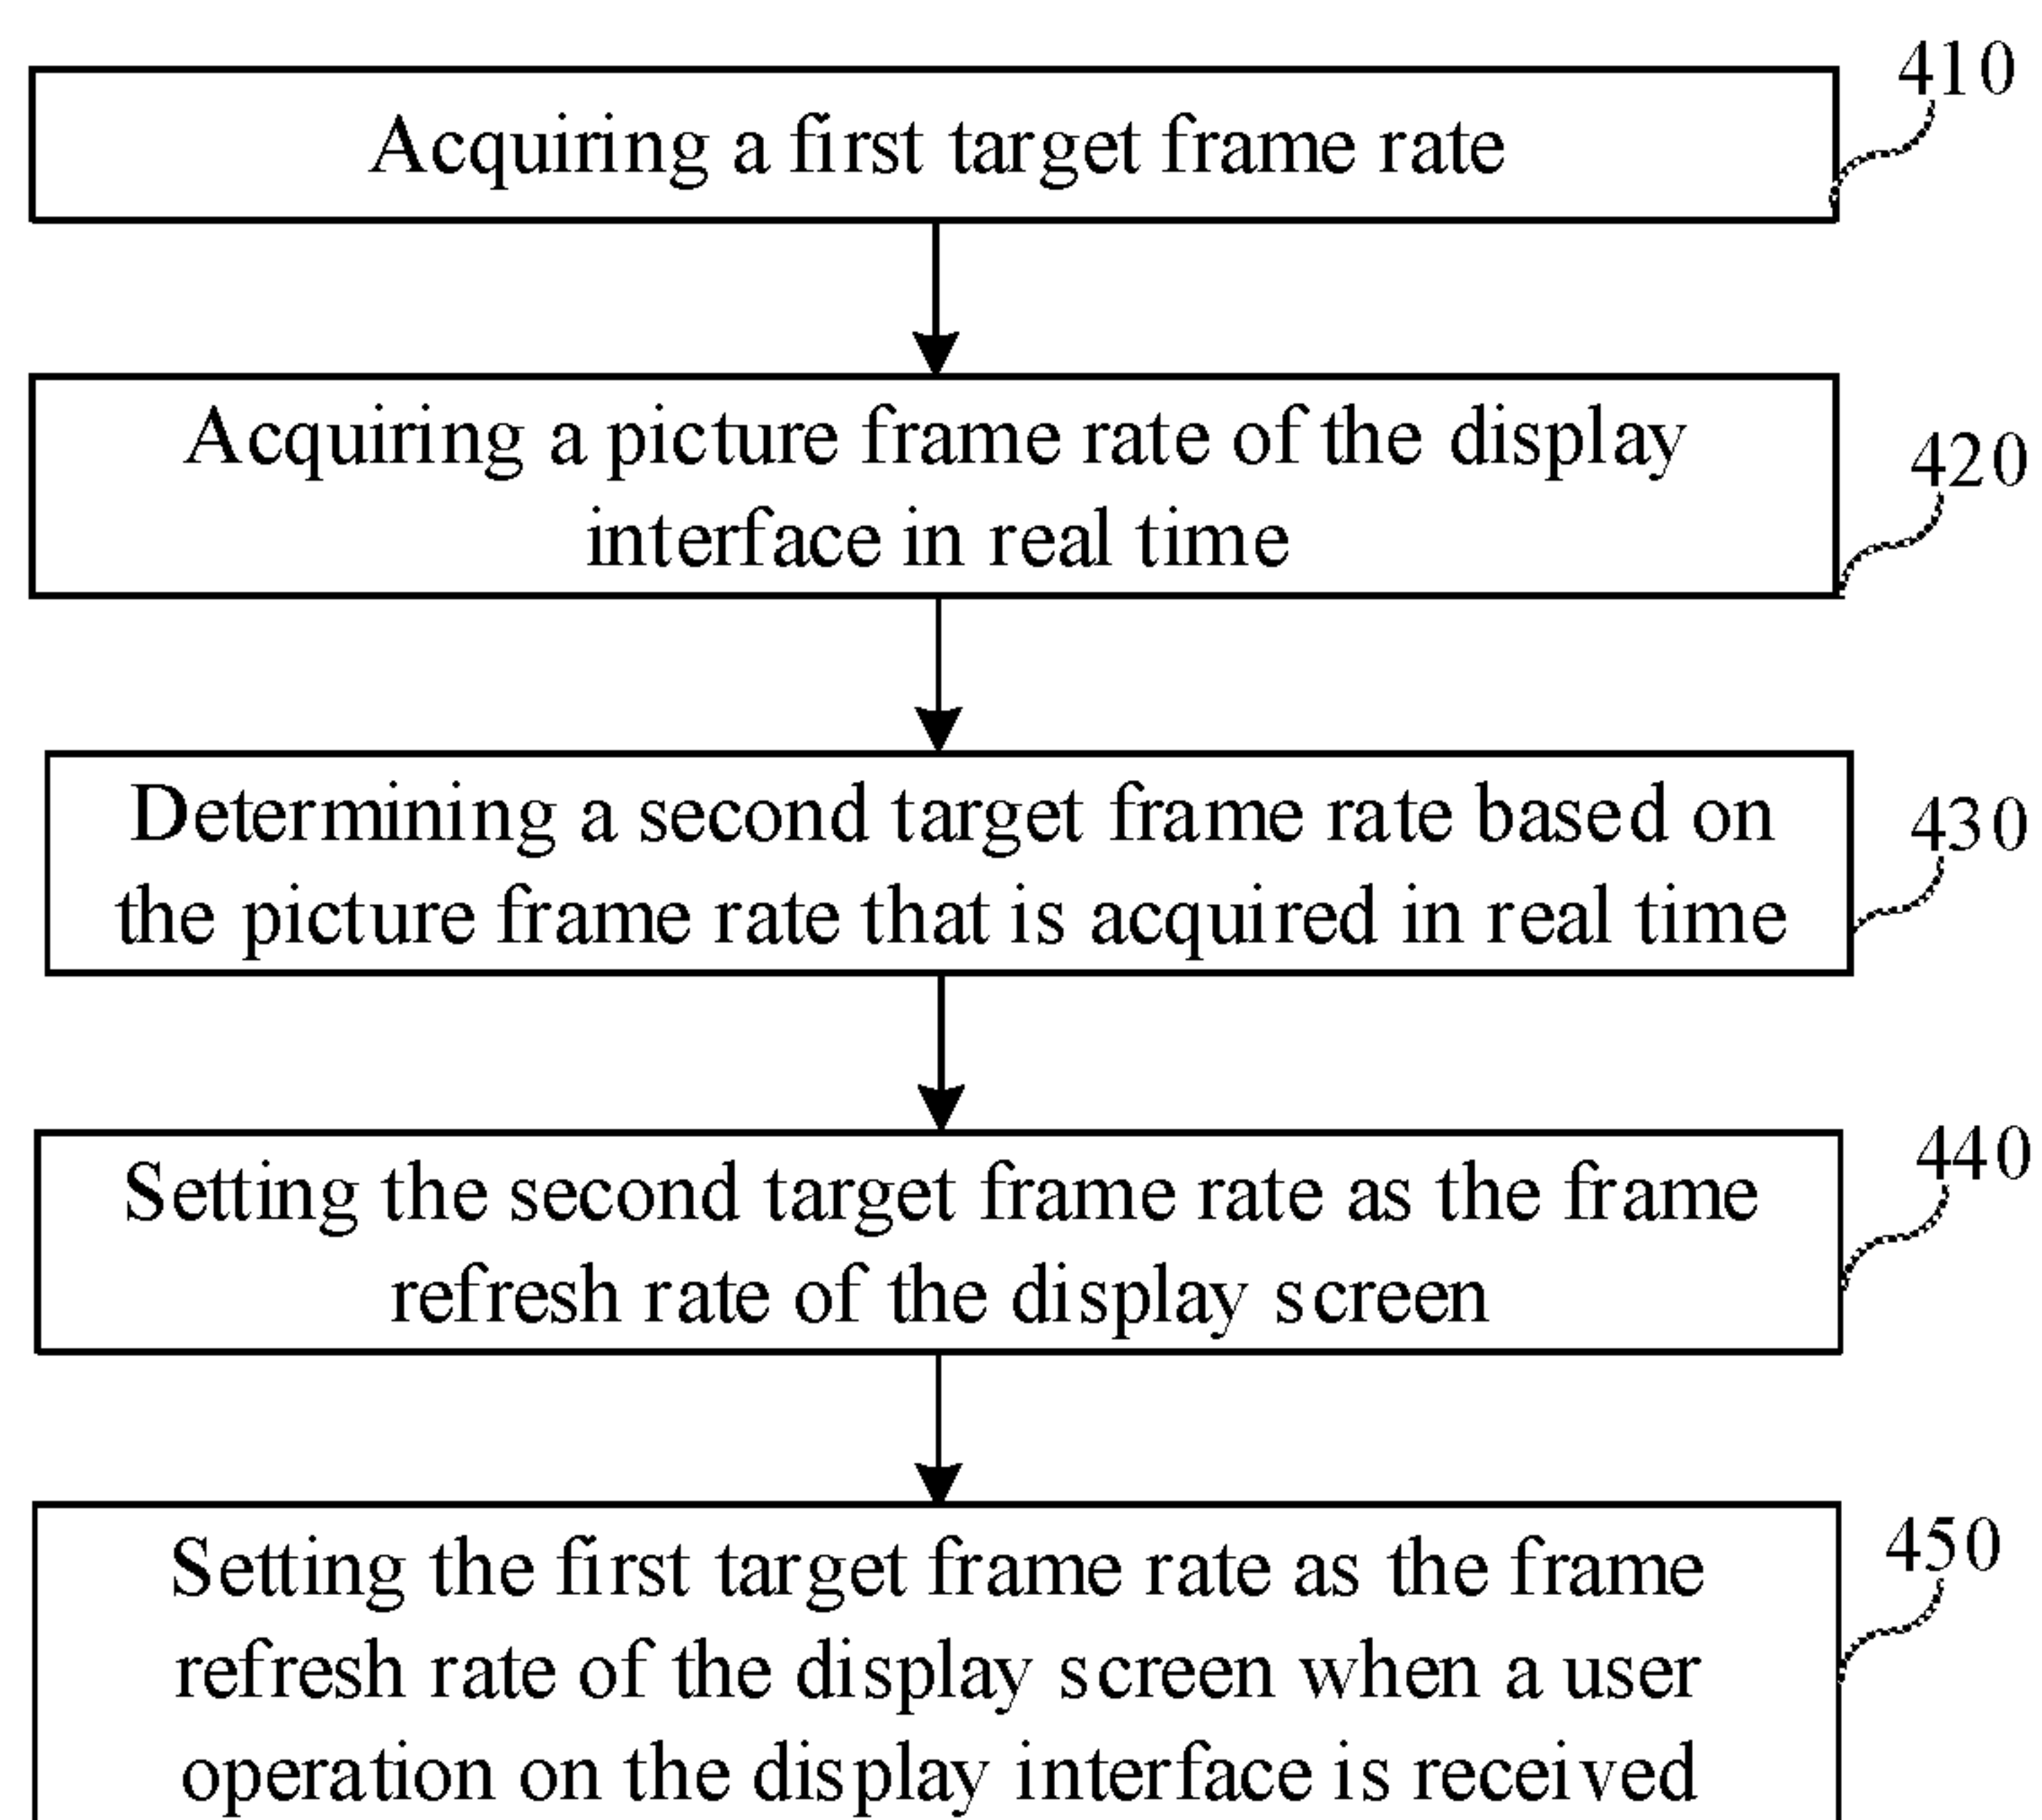 410
Acquiring a first target frame rate
Acquiring a picture frame rate of the display
interface in real time
420
Determining a second target frame rate based on
the picture frame rate that is acquired in real time
430
Setting the second target frame rate as the frame
refresh rate of the display screen
440
Setting the first target frame rate as the frame
refresh rate of the display screen when a user
operation on the display interface is received
450